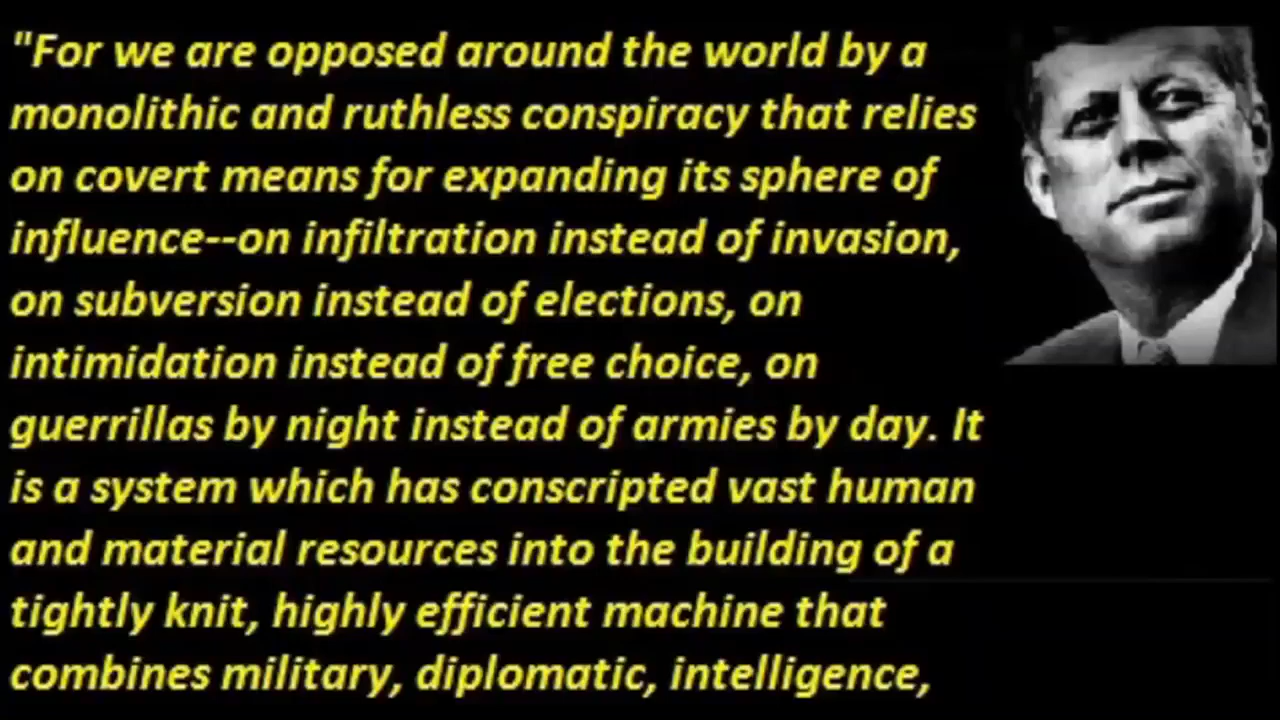 "For we are opposed around the world by a
monolithic and ruthless conspiracy that relies
on covert means for expanding its sphere of
influence--on infiltration instead of invasion,
on subversion instead of elections, on
intimidation instead of free choice, on
guerrillas by night instead of armies by day. It
is a system which has conscripted vast human
and material resources into the building of a
tightly knit, highly efficient machine that
combines military, diplomatic, intelligence,